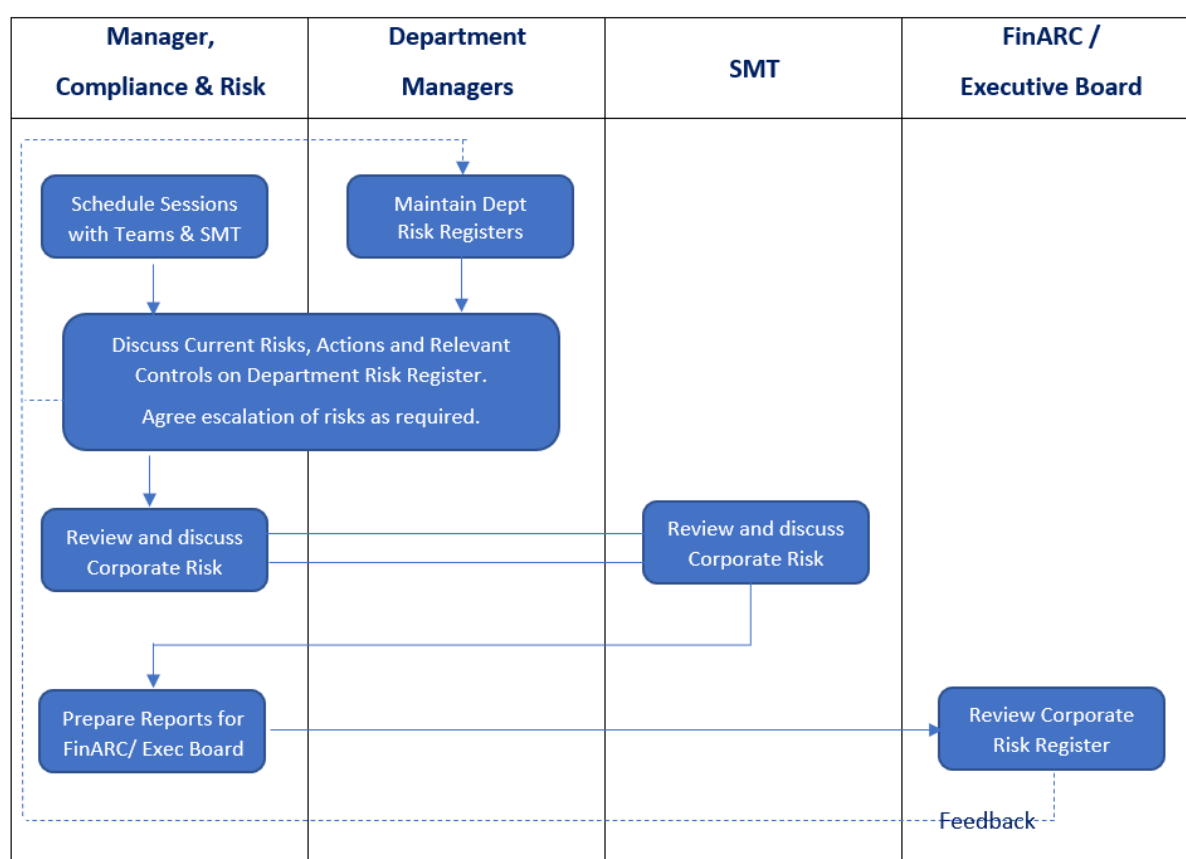 Manager,
Compliance & Risk
Department
Managers
SMT
FinARC /
Executive Board
Schedule Sessions
with Teams & SMT
Maintain Dept
Risk Registers
Discuss Current Risks, Actions and Relevant
Controls on Department Risk Register.
Agree escalation of risks as required.
Review and discuss
Corporate Risk
Review and discuss
Corporate Risk
Prepare Reports for
FinARC/ Exec Board
Review Corporate
Risk Register
Feedback